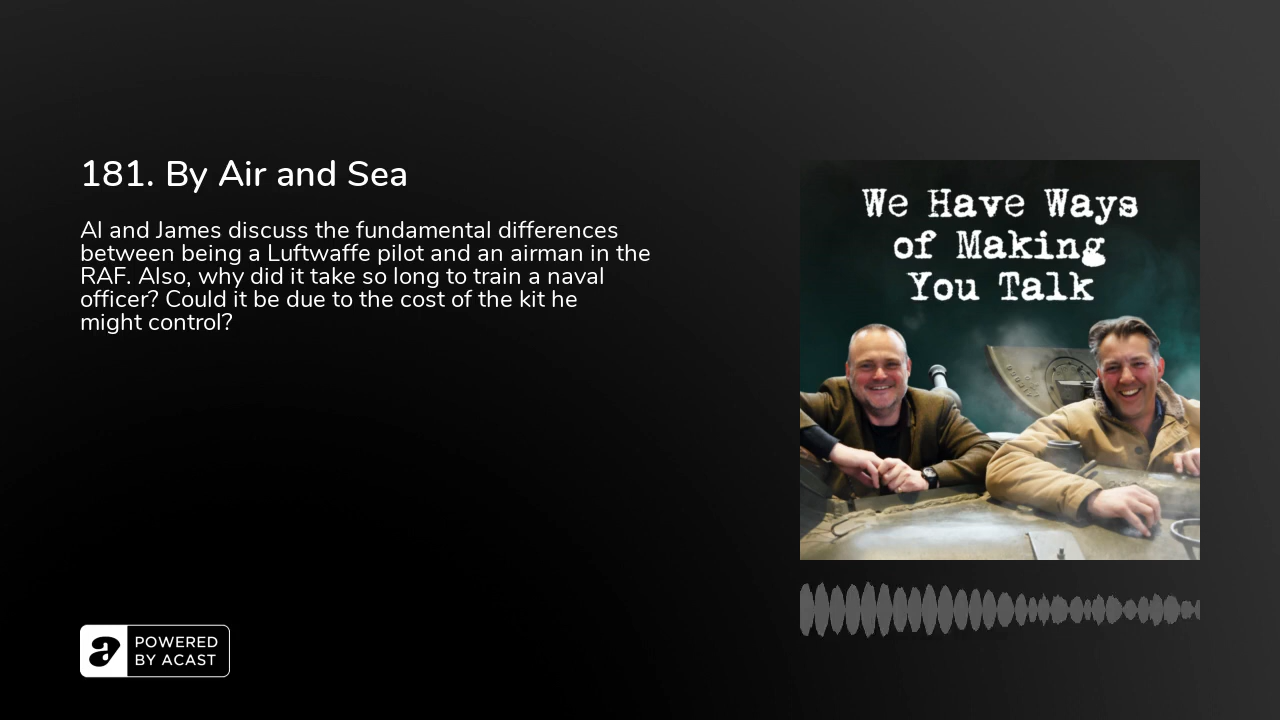 181. By Air and Sea
Al and James discuss the fundamental differences
between being a Luftwaffe pilot and an airman in the
RAF. Also, why did it take so long to train a naval
officer? Could it be due to the cost of the kit he
might control?
We Have Ways
of Making
You Talk
a POWERED
BY ACAST